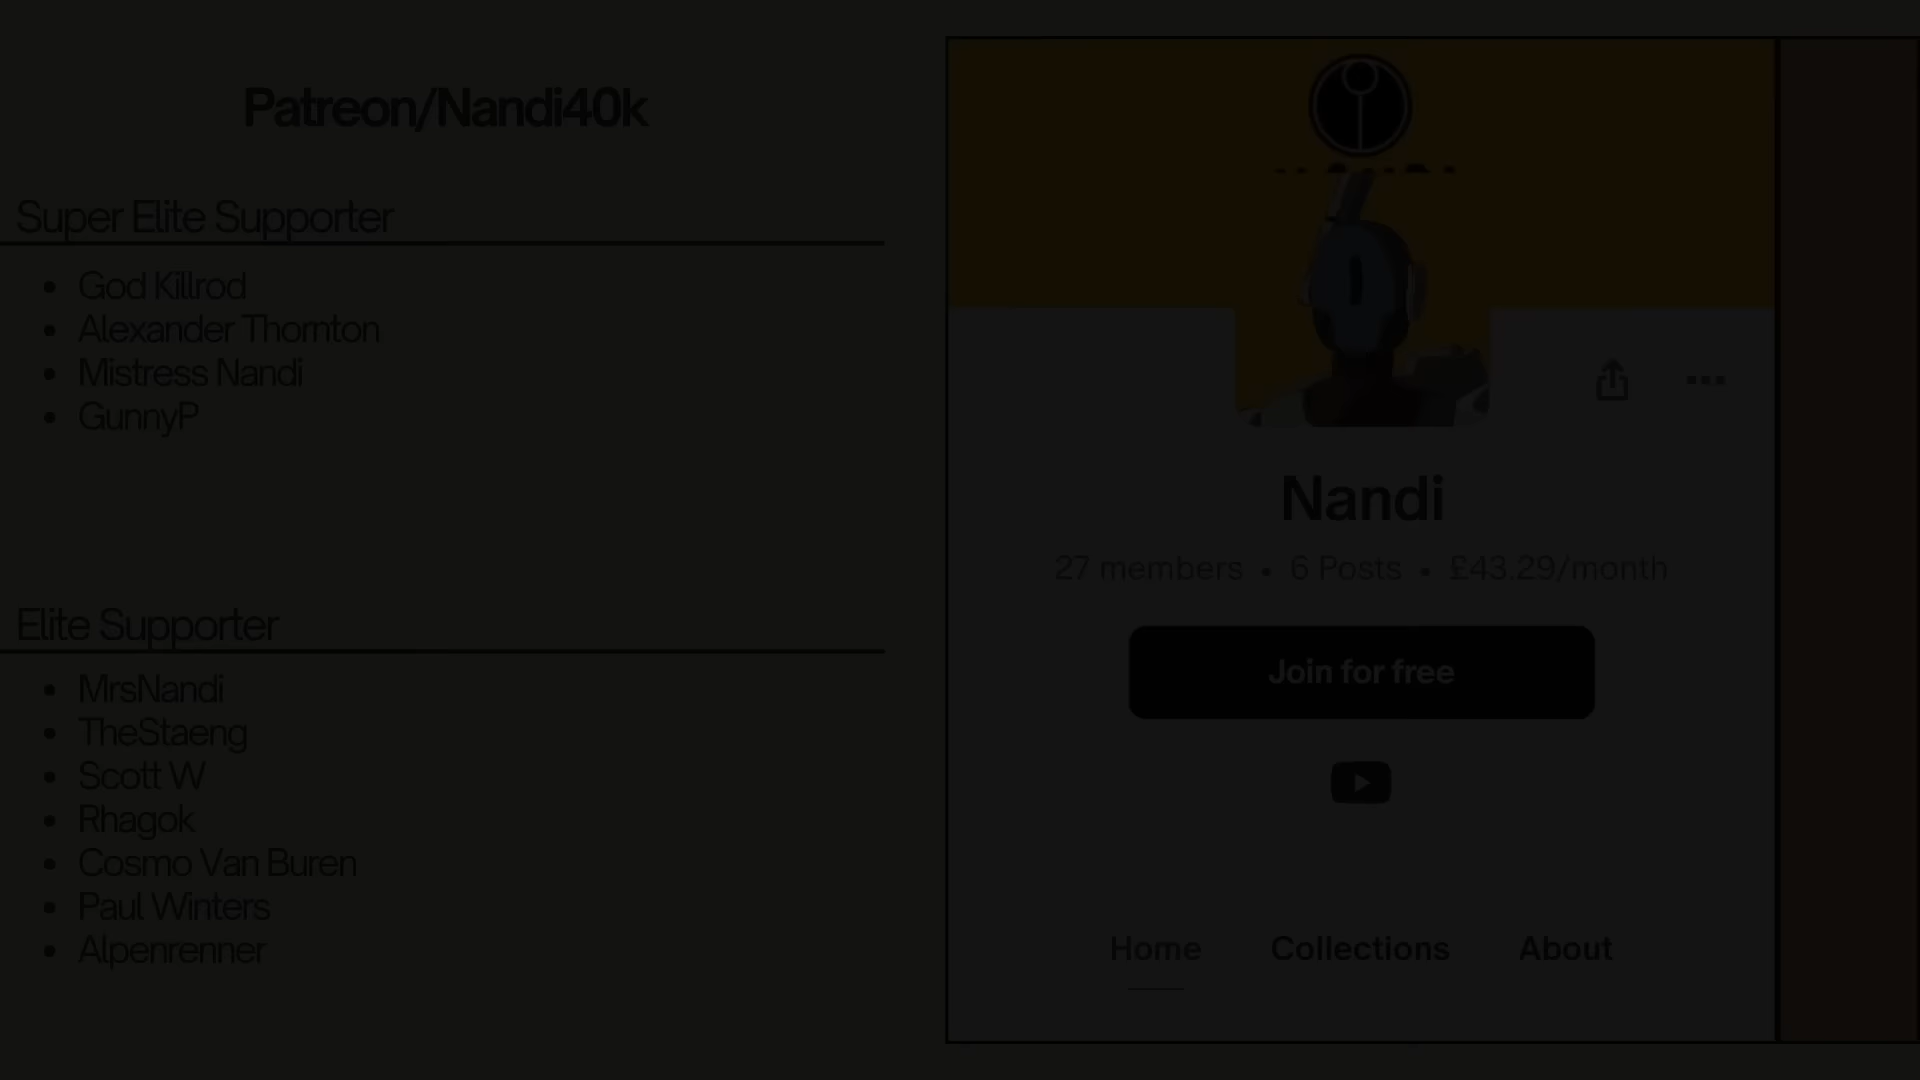 Patreon/Nandi40k
Super Elite Supporter
God Killrod
Alexander Thornton
Mistress Nandi
GunnyP
Elite Supporter
MrsNandi
TheStaeng
Scott W
Rhagok
Cosmo Van Buren
Paul Winters
Alpenrenner
Nandi
27 members • 6 Posts • £43.29/month
Join for free
Home Collections About